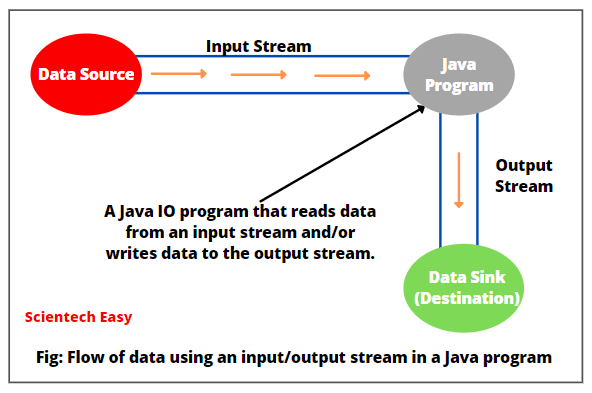 Input Stream
Data Source
Java
Program
Output
Stream
A Java IO program that reads data
from an input stream and/or
writes data to the output stream.
Data Sink
(Destination)
Scientech Easy
Fig: Flow of data using an input/output stream in a Java program